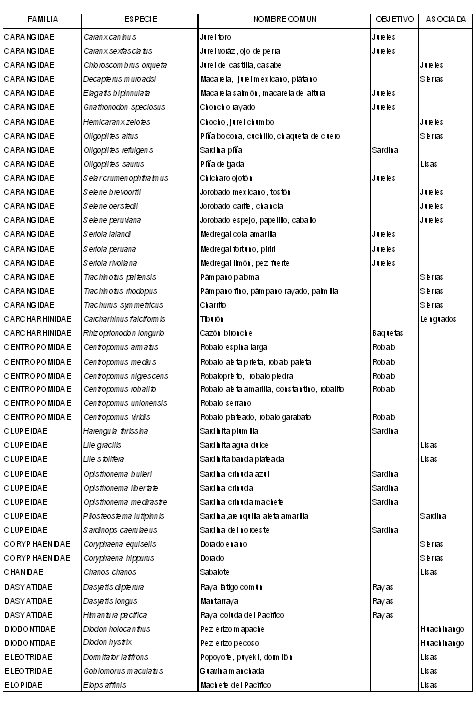 FAMILIA ESPECIE NOMBRE COMUN OBJETIVO ASOCIADA
CARANGIDAE Caranx caninus Jurel toro Jureles
CARANGIDAE Caranx sexfasciatus Jurel voráz, ojo de perra Jureles
CARANGIDAE Chloroscombrus orqueta Jurel de castilla, casabe Jureles
CARANGIDAE Decapterus muroadsi Macarela, jurel mexicano, plátano Sierras
CARANGIDAE Elagatis bipinnulata Macarela salmón, macarela de altura Jureles
CARANGIDAE Gnathonodon speciosus Choncho rayado Jureles
CARANGIDAE Hemicaranx zelotes Chocho, jurel chumbo Jureles
CARANGIDAE Oligoplites altus Piña bocona, cuchillo, chaqueta de cuero Sierras
CARANGIDAE Oligoplites refulgens Sardina piña Sardina
CARANGIDAE Oligoplites saurus Piña delgada Lisas
CARANGIDAE Selar crumenophthalmus Chicharo ojotón Jureles
CARANGIDAE Selene brevoortii Jorobado mexicano, tostón Jureles
CARANGIDAE Selene oerstedii Jorobado carite, chancla Jureles
CARANGIDAE Selene peruviana Jorobado espejo, papelillo, caballo Jureles
CARANGIDAE Seriola lalandi Medregal cola amarilla Jureles
CARANGIDAE Seriola peruana Medregal fortuno, piriri Jureles
CARANGIDAE Seriola rivoliana Medregal limón, pez fuerte Jureles
CARANGIDAE Trachinotus paitensis Pámpano paloma Sierras
CARANGIDAE Trachinotus rhodopus Pámpano fino, pámpano rayado, palmilla Sierras
CARANGIDAE Trachurus symmetricus Charrito Sierras
CARCHARHINIDAE Carcharhinus falciformis Tiburón Lenguados
CARCHARHINIDAE Rhizoprionodon longurio Cazón bironche Baquetas
CENTROPOMIDAE Centropomus armatus Robalo espina larga Robalo
CENTROPOMIDAE Centropomus medius Robalo aleta prieta, robalo paleta Robalo
CENTROPOMIDAE Centropomus nigrescens Robalo prieto, robalo piedra Robalo
CENTROPOMIDAE Centropomus robalito Robalo aleta amarilla, constantino, robalito Robalo
CENTROPOMIDAE Centropomus unionensis Robalo serrano
CENTROPOMIDAE Centropomus viridis Robalo plateado, robalo garabato Robalo
CLUPEIDAE Harengula thrissina Sardinita plumilla Sardina
CLUPEIDAE Lile gracilis Sardinita agua dulce Lisas
CLUPEIDAE Lile stolifera Sardinita banda plateada Lisas
CLUPEIDAE Opisthonema bulleri Sardina crinuda azul Sardina
CLUPEIDAE Opisthonema libertate Sardina crinuda Sardina
CLUPEIDAE Opisthonema medrastre Sardina crinuda machete Sardina
CLUPEIDAE Pliosteostoma lutipinnis Sardina, arenquilla aleta amarilla Sardina
CLUPEIDAE Sardinops caeruleus Sardina del noroeste Sardina
CORYPHAENIDAE Coryphaena equiselis Dorado enano Sierras
CORYPHAENIDAE Coryphaena hippurus Dorado Sierras
CHANIDAE Chanos chanos Sabalote Lisas
DASYATIDAE Dasyatis dipterura Raya látigo común Rayas
DASYATIDAE Dasyatis longus Mantarraya Rayas
DASYATIDAE Himantura pacifica Raya coluda del Pacífico Rayas
DIODONTIDAE Diodon holocanthus Pez erizo mapache Huachinango
DIODONTIDAE Diodon hystrix Pez erizo pecoso Huachinango
ELEOTRIDAE Dormitator latifrons Popoyote, puyeki, dormilón Lisas
ELEOTRIDAE Gobiomorus maculatus Guavina manchada Lisas
ELOPIDAE Elops affinis Machete del Pacífico Lisas